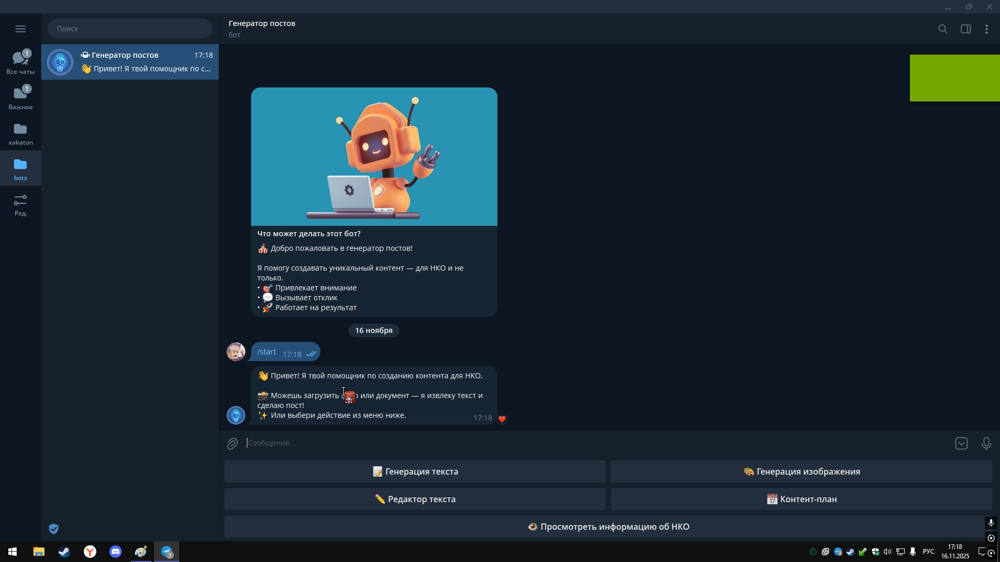 Поиск
Генератор постов
бот
1
Все чаты
1
Важное
xakaton
bots
Ред.
Генератор постов 17:18
👋 Привет! Я твой помощник по с...
Что может делать этот бот?
🎪 Добро пожаловать в генератор постов!
Я помогу создавать уникальный контент — для НКО и не
только.
• 🎯 Привлекает внимание
• 💬 Вызывает отклик
• 🚀 Работает на результат
16 ноября
/start 17:18
👋 Привет! Я твой помощник по созданию контента для НКО.
📸 Можешь загрузить или документ — я извлеку текст и
сделаю пост!
✨ Или выбери действие из меню ниже.
17:18 ❤️
Сообщение...
📝 Генерация текста
🎨 Генерация изображения
✏️ Редактор текста
📅 Контент-план
👁️ Просмотреть информацию об НКО
3
РУС
17:18
16.11.2025